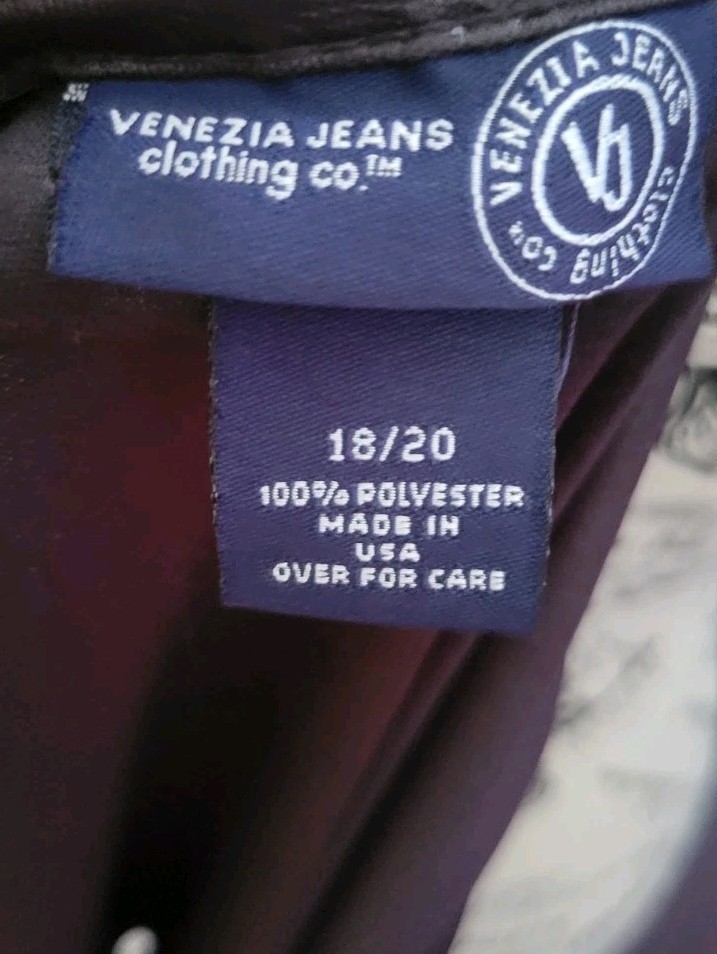 VENEZIA JEANS
clothing co.™
VENEZIA JEANS clothing co™
VJ
18/20
100% POLYESTER
MADE IN
USA
OVER FOR CARE